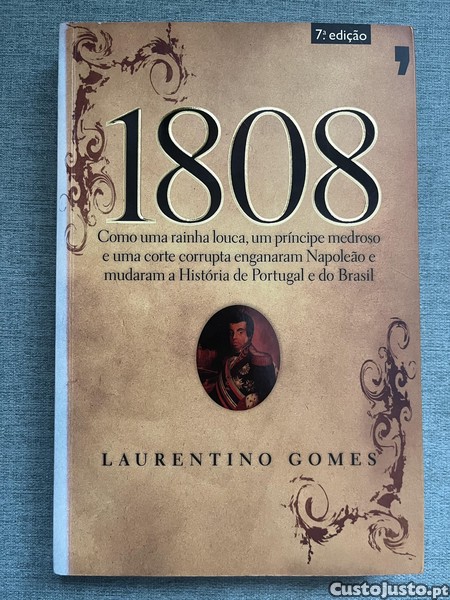 7.ª edição
1808
Como uma rainha louca, um príncipe medroso
e uma corte corrupta enganaram Napoleão e
mudaram a História de Portugal e do Brasil
LAURENTINO GOMES
Custojusto.pt